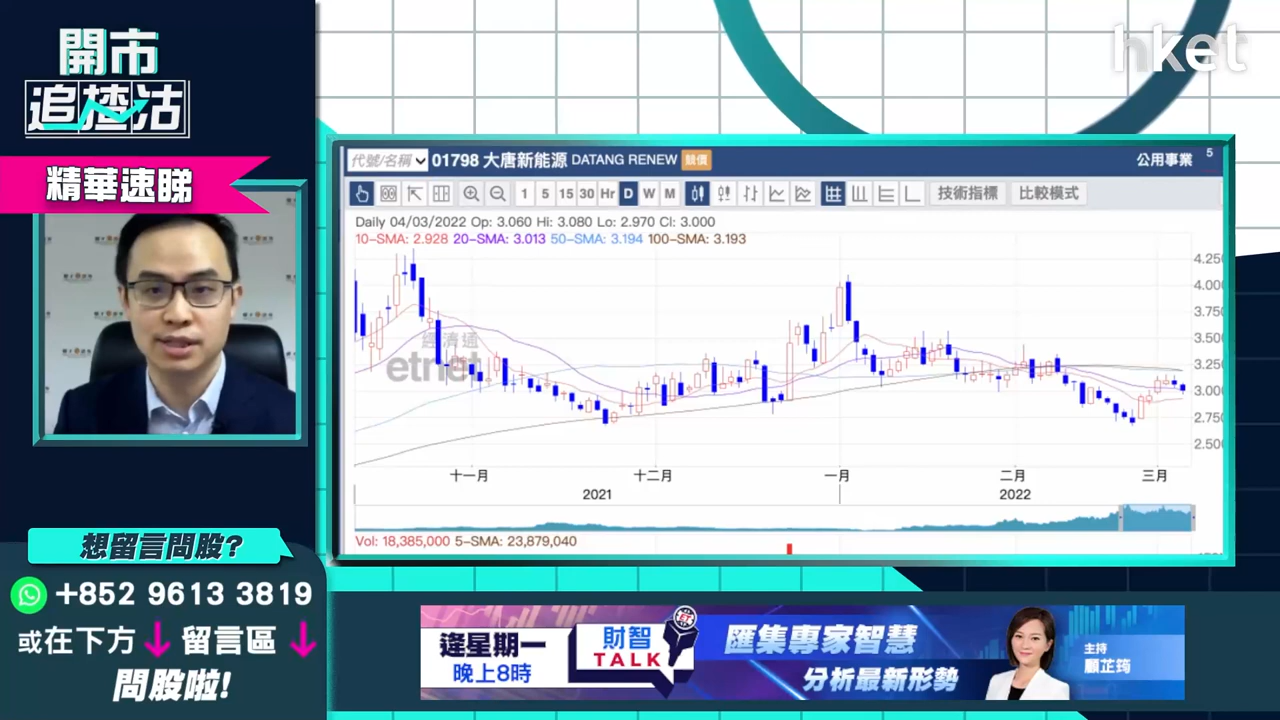 開市
追揸沽
精華速睇
想留言問股?
+852 9613 3819
或在下方 留言區
問股啦!
hket
代號/名稱 01798 大唐新能源 DATANG RENEW 競價
公用事業 5
1 5 15 30 Hr D W M 技術指標 比較模式
Daily 04/03/2022 Op: 3.060 Hi: 3.080 Lo: 2.970 Cl: 3.000
10-SMA: 2.928 20-SMA: 3.013 50-SMA: 3.194 100-SMA: 3.193
經濟通
etnet
4.250
4.000
3.750
3.500
3.250
3.000
2.750
2.500
十一月 十二月 一月 二月 三月
2021 2022
Vol: 18,385,000 5-SMA: 23,879,040
逢星期一
晚上8時
財智
TALK
匯集專家智慧
分析最新形勢
主持
顧芷筠